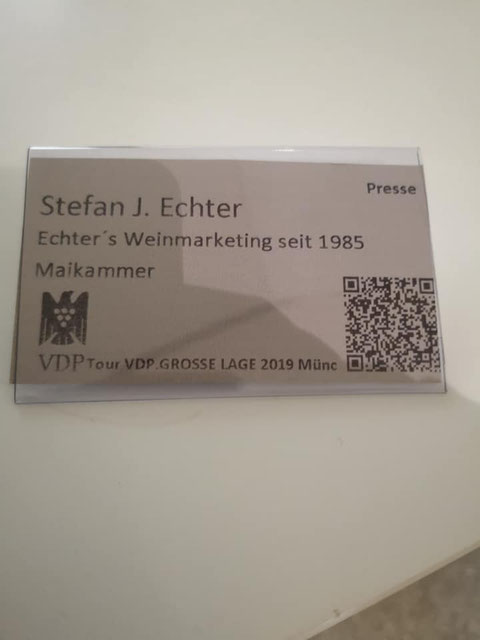 Presse
Stefan J. Echter
Echter´s Weinmarketing seit 1985
Maikammer
VDP Tour VDP.GROSSE LAGE 2019 Münc